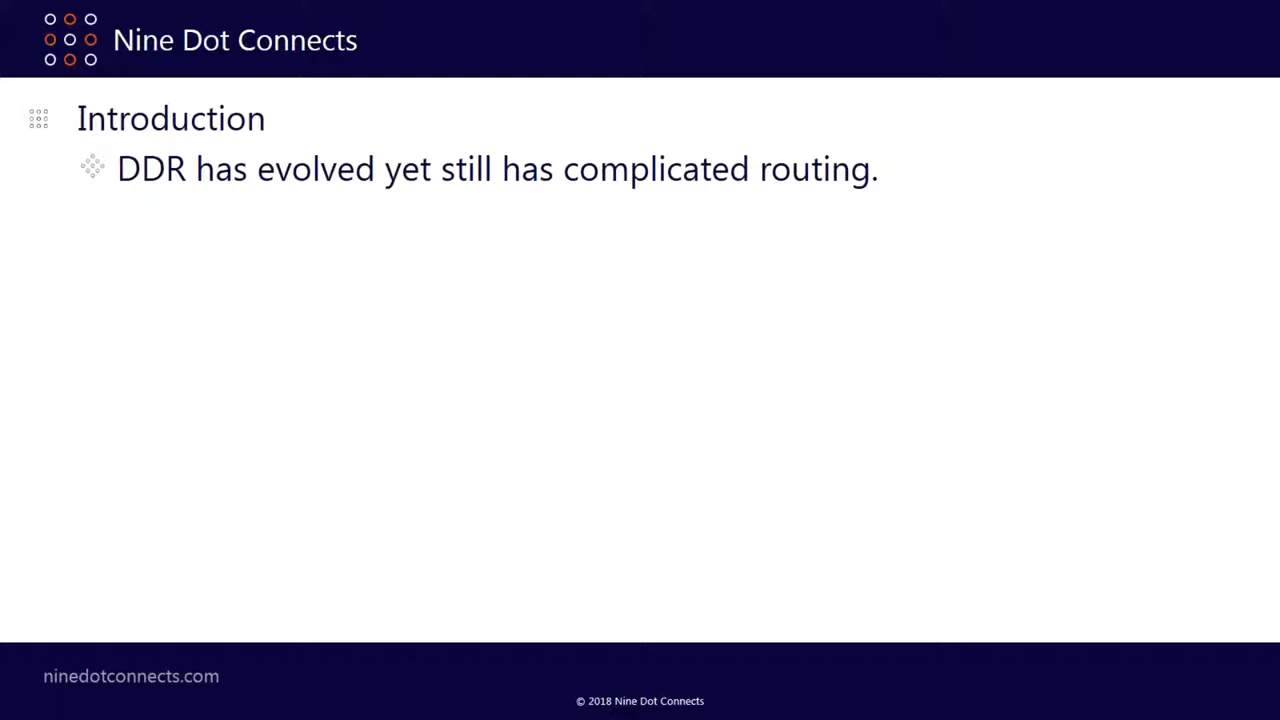 Nine Dot Connects
Introduction
DDR has evolved yet still has complicated routing.
ninedotconnects.com
© 2018 Nine Dot Connects